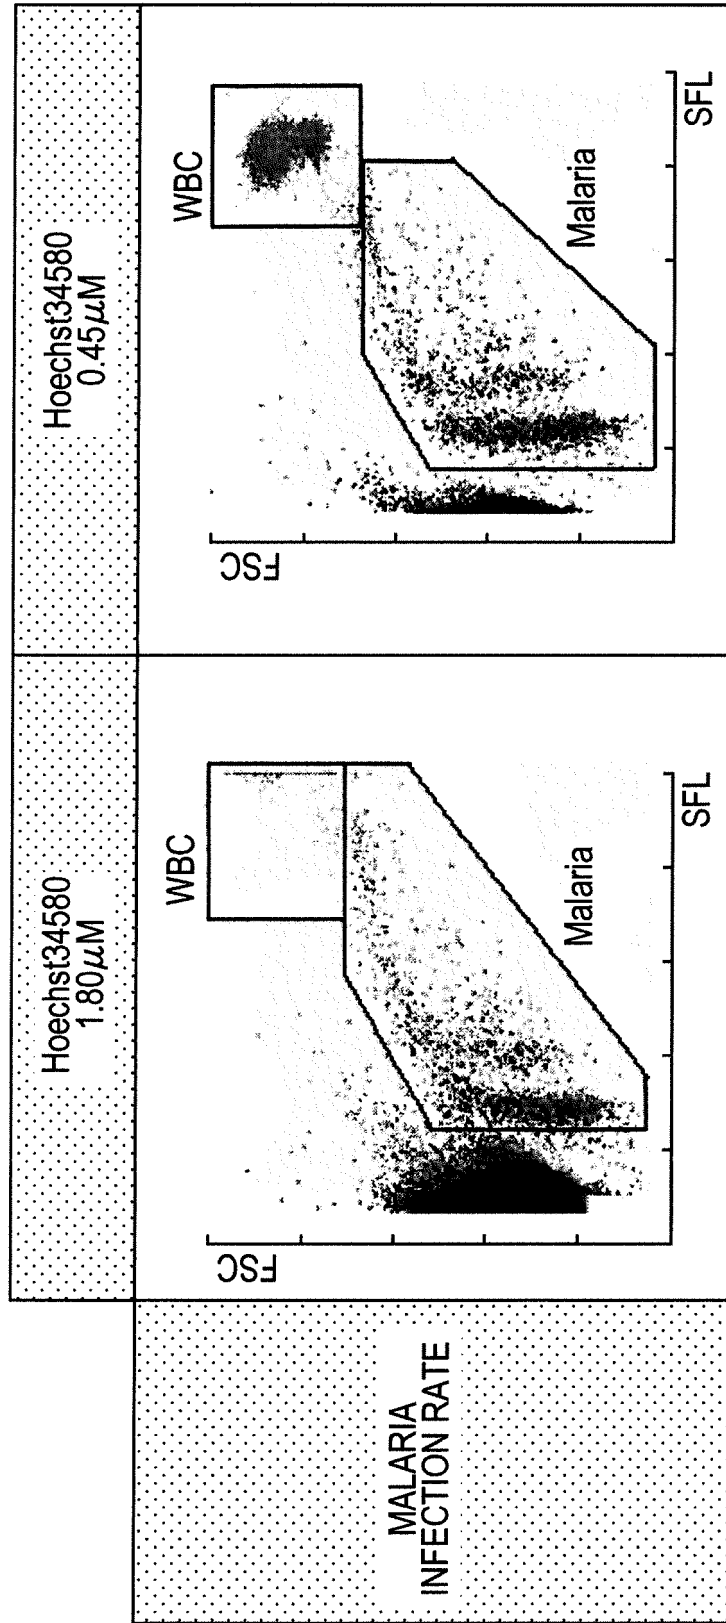 Hoechst34580
1.80μM
Hoechst34580
0.45μM
MALARIA
INFECTION RATE
FSC
WBC
Malaria
SFL
FSC
WBC
Malaria
SFL